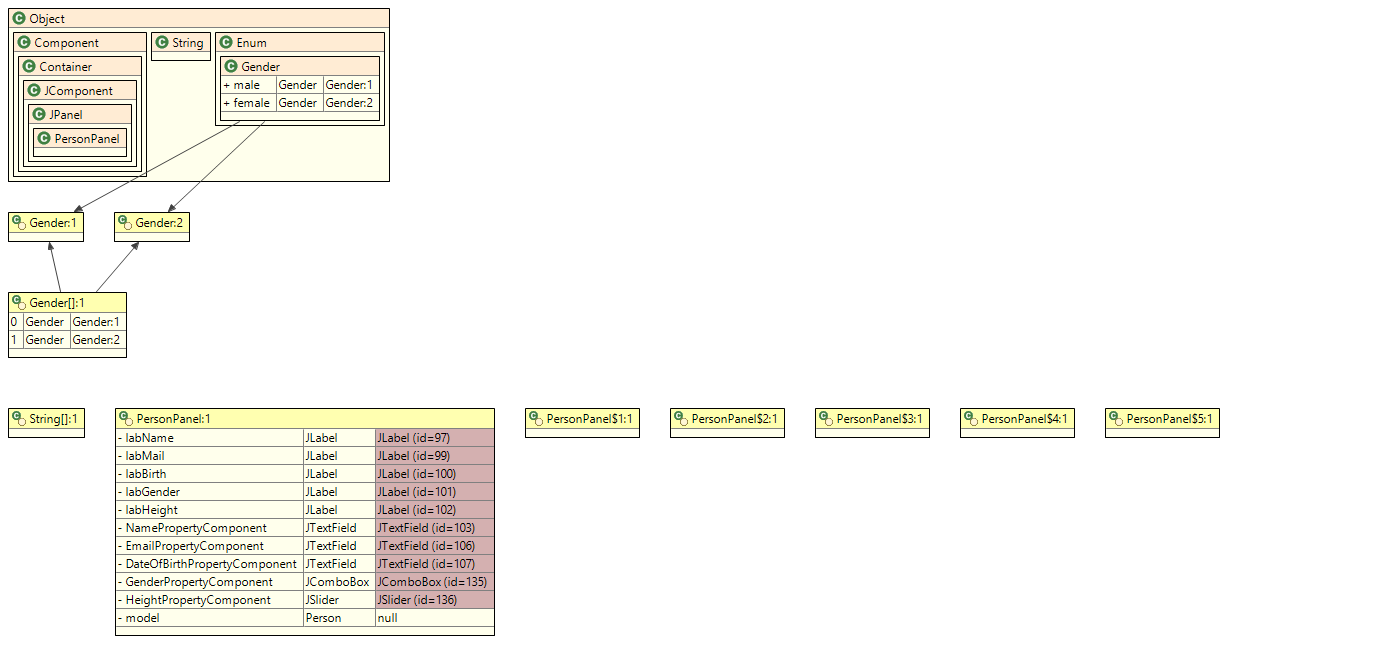 Object
Component String Enum
Container Gender
+ male Gender Gender:1
JComponent
+ female Gender Gender:2
JPanel
PersonPanel
Gender:1 Gender:2
Gender[]:1
0 Gender Gender:1
1 Gender Gender:2
String[]:1 PersonPanel:1 PersonPanel$1:1 PersonPanel$2:1 PersonPanel$3:1 PersonPanel$4:1 PersonPanel$5:1
- labName JLabel JLabel (id=97)
- labMail JLabel JLabel (id=99)
- labBirth JLabel JLabel (id=100)
- labGender JLabel JLabel (id=101)
- labHeight JLabel JLabel (id=102)
- NamePropertyComponent JTextField JTextField (id=103)
- EmailPropertyComponent JTextField JTextField (id=106)
- DateOfBirthPropertyComponent JTextField JTextField (id=107)
- GenderPropertyComponent JComboBox JComboBox (id=135)
- HeightPropertyComponent JSlider JSlider (id=136)
- model Person null